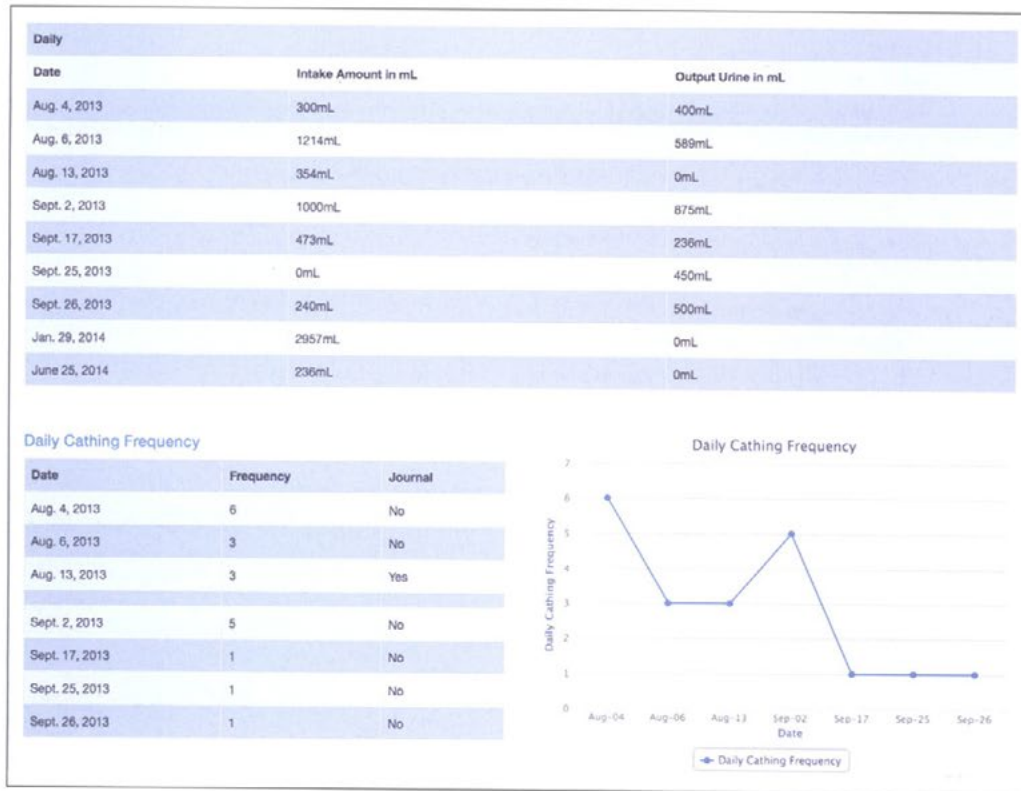 Daily
Date Intake Amount in mL Output Urine in mL
Aug. 4, 2013 300mL 400mL
Aug. 6, 2013 1214mL 589mL
Aug. 13, 2013 354mL 0mL
Sept. 2, 2013 1000mL 875mL
Sept. 17, 2013 473mL 236mL
Sept. 25, 2013 0mL 450mL
Sept. 26, 2013 240mL 500mL
Jan. 29, 2014 2957mL 0mL
June 25, 2014 236mL 0mL
Daily Cathing Frequency
Date Frequency Journal
Aug. 4, 2013 6 No
Aug. 6, 2013 3 No
Aug. 13, 2013 3 Yes
Sept. 2, 2013 5 No
Sept. 17, 2013 1 No
Sept. 25, 2013 1 No
Sept. 26, 2013 1 No
Daily Cathing Frequency
7
6
5
4
3
2
1
0
Daily Cathing Frequency
Aug-04 Aug-06 Aug-13 Sep-02 Sep-17 Sep-25 Sep-26
Date
Daily Cathing Frequency